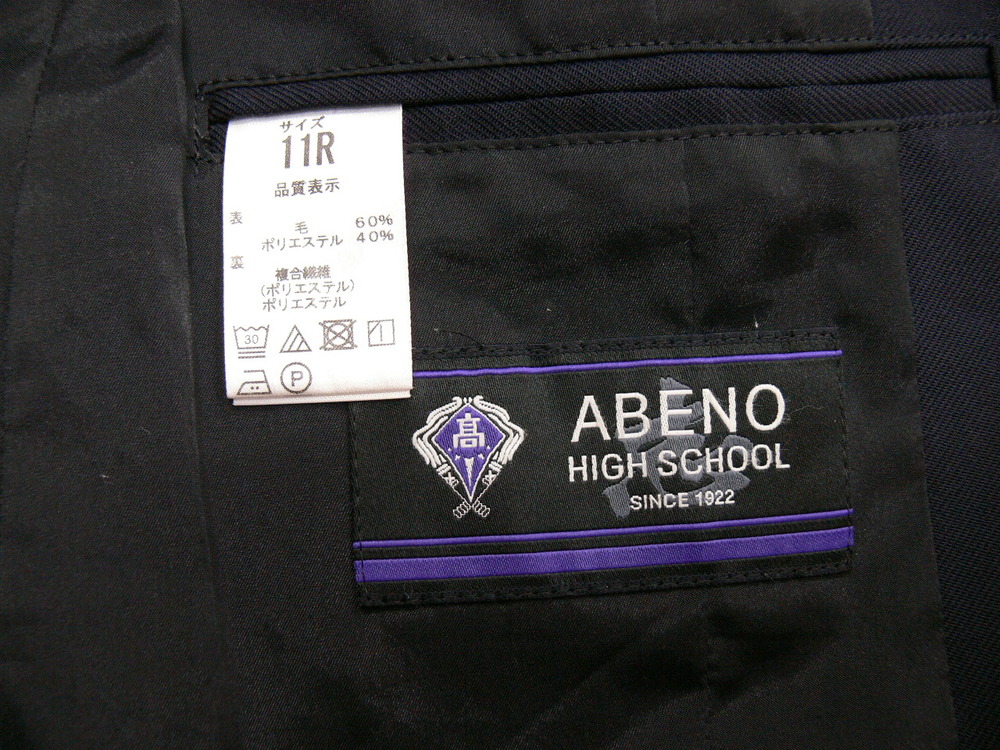 サイズ
11R
品質表示
表
毛 60%
ポリエステル 40%
裏
複合繊維
(ポリエステル)
ポリエステル
30
P
髙
ABENO
HIGH SCHOOL
SINCE 1922